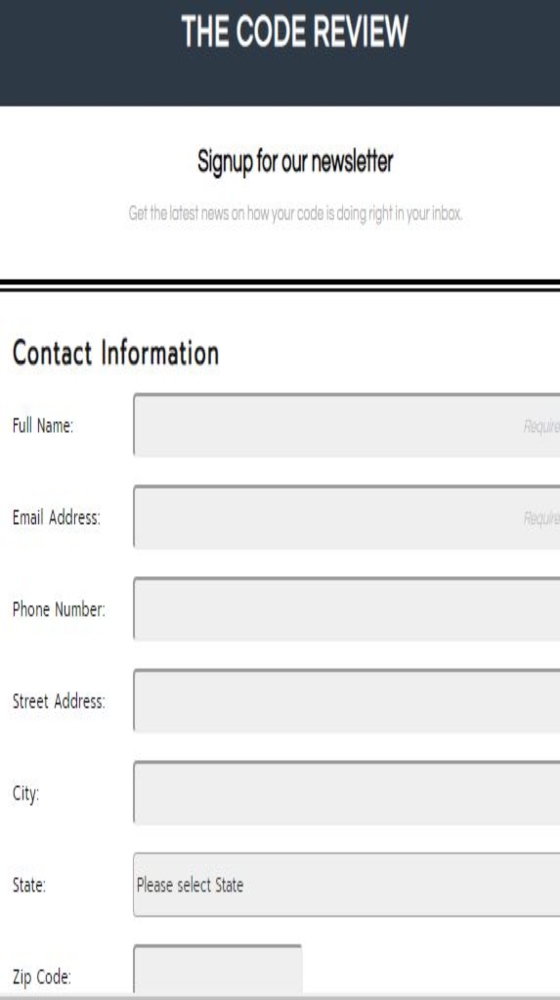 THE CODE REVIEW
Signup for our newsletter
Get the latest news on how your code is doing right in your inbox.
Contact Information
Full Name:
Require
Email Address:
Require
Phone Number:
Street Address:
City:
State:
Please select State
Zip Code: